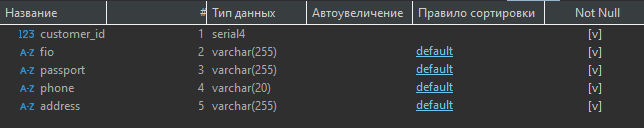 Название # Тип данных Автоувеличение Правило сортировки Not Null
123 customer_id 1 serial4 [v]
A-Z fio 2 varchar(255) default [v]
A-Z passport 3 varchar(255) default [v]
A-Z phone 4 varchar(20) default [v]
A-Z address 5 varchar(255) default [v]